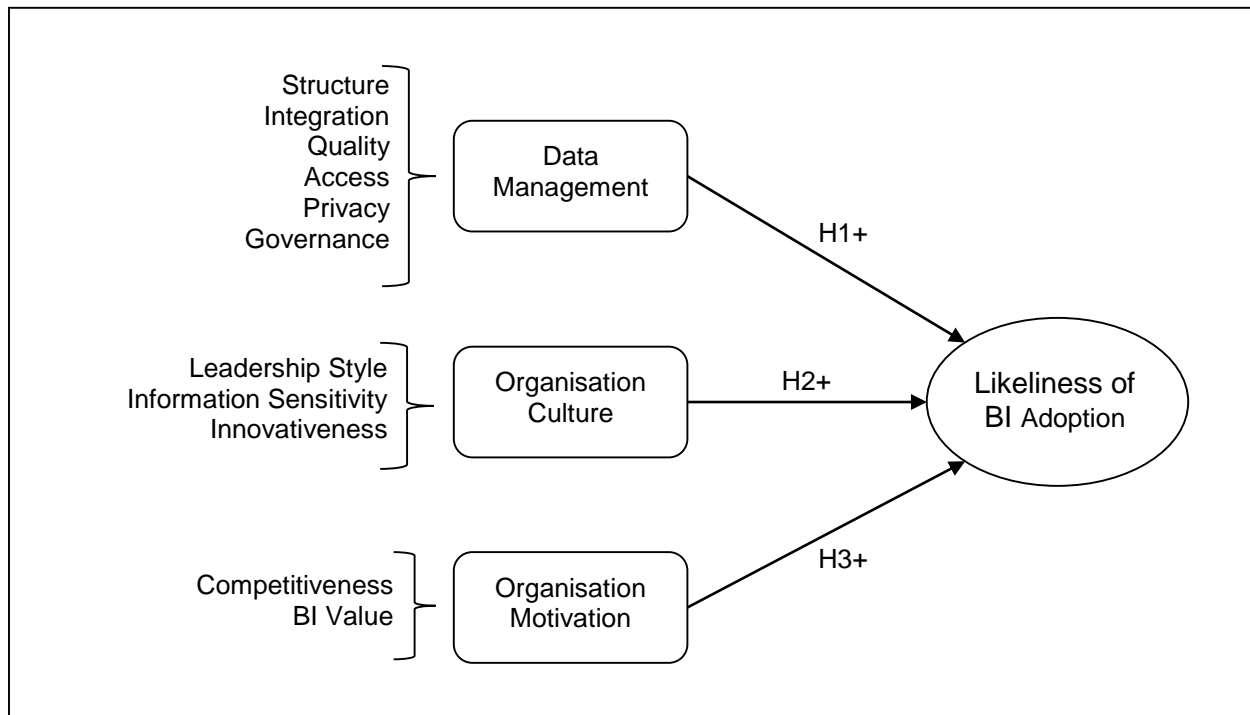 Structure
Integration
Quality
Access
Privacy
Governance
Data
Management
H1+
Leadership Style
Information Sensitivity
Innovativeness
Organisation
Culture
H2+
Likeliness of
BI Adoption
Competitiveness
BI Value
Organisation
Motivation
H3+